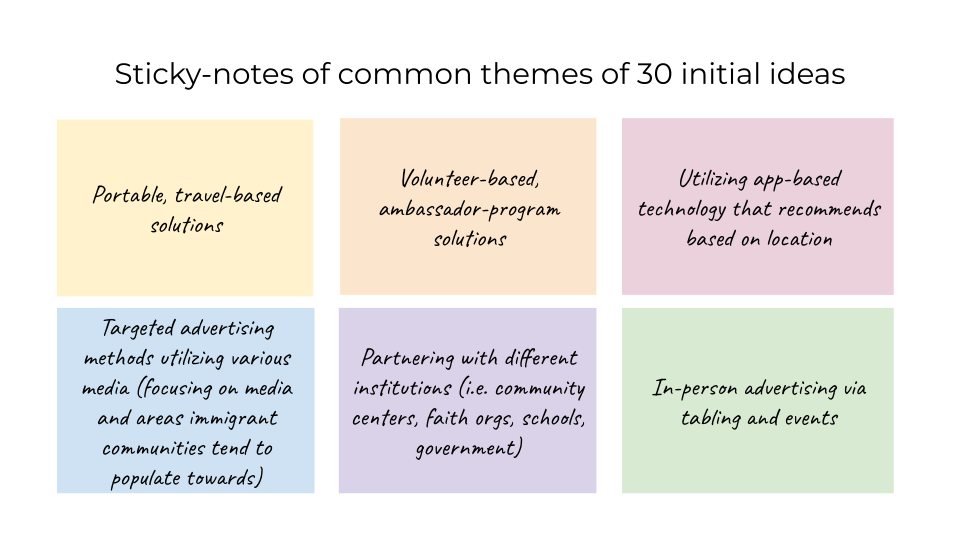 Sticky-notes of common themes of 30 initial ideas
Portable, travel-based
solutions
Volunteer-based,
ambassador-program
solutions
Utilizing app-based
technology that recommends
based on location
Targeted advertising
methods utilizing various
media (focusing on media
and areas immigrant
communities tend to
populate towards)
Partnering with different
institutions (i.e. community
centers, faith orgs, schools,
government)
In-person advertising via
tabling and events